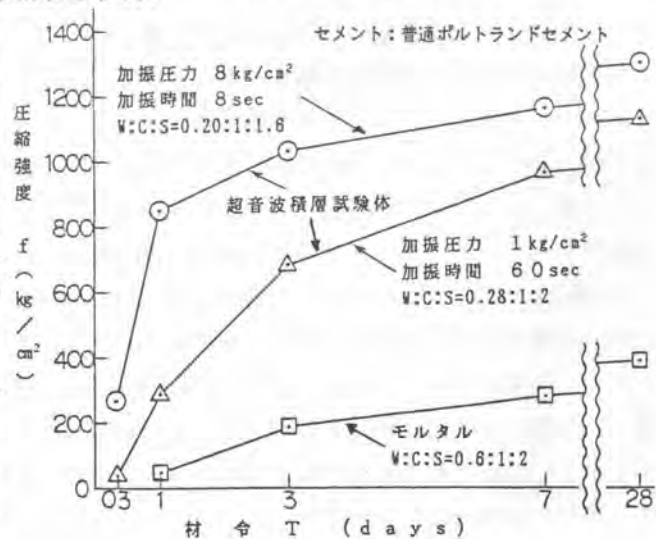 1400
セメント：普通ポルトランドセメント
加振圧力 8kg/cm²
加振時間 8sec
W:C:S=0.20:1:1.6
1200
1000
超音波積層試験体
800
加振圧力 1kg/cm²
加振時間 60sec
W:C:S=0.28:1:2
600
400
200
モルタル
W:C:S=0.6:1:2
0
圧縮強度 f (kg/cm²)
03 1 3 7 28
材令 T (days)